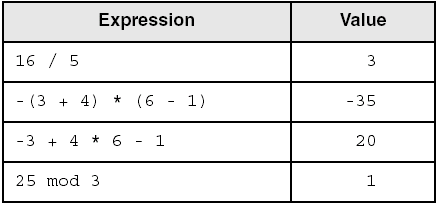 Expression Value
16 / 5 3
-(3 + 4) * (6 - 1) -35
-3 + 4 * 6 - 1 20
25 mod 3 1